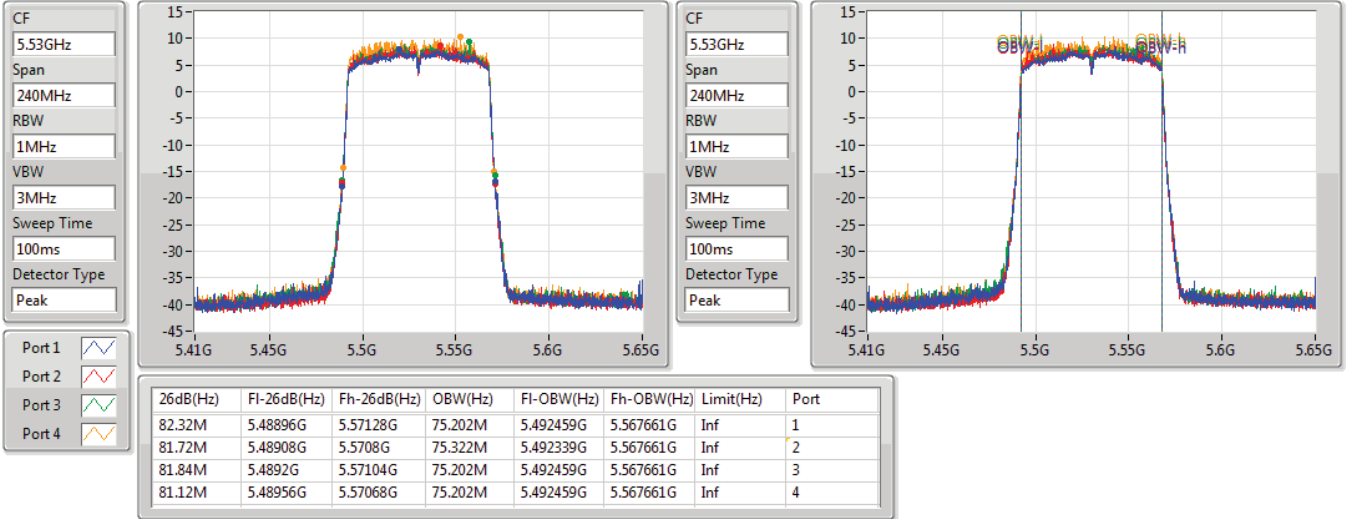 CF
5.53GHz
Span
240MHz
RBW
1MHz
VBW
3MHz
Sweep Time
100ms
Detector Type
Peak
15
10
5
0
-5
-10
-15
-20
-25
-30
-35
-40
-45
5.41G 5.45G 5.5G 5.55G 5.6G 5.65G
CF
5.53GHz
Span
240MHz
RBW
1MHz
VBW
3MHz
Sweep Time
100ms
Detector Type
Peak
15
10
5
0
-5
-10
-15
-20
-25
-30
-35
-40
-45
OBW-l OBW-h
5.41G 5.45G 5.5G 5.55G 5.6G 5.65G
Port 1
Port 2
Port 3
Port 4
26dB(Hz) Fl-26dB(Hz) Fh-26dB(Hz) OBW(Hz) Fl-OBW(Hz) Fh-OBW(Hz) Limit(Hz) Port
82.32M 5.48896G 5.57128G 75.202M 5.492459G 5.567661G Inf 1
81.72M 5.48908G 5.5708G 75.322M 5.492339G 5.567661G Inf 2
81.84M 5.4892G 5.57104G 75.202M 5.492459G 5.567661G Inf 3
81.12M 5.48956G 5.57068G 75.202M 5.492459G 5.567661G Inf 4